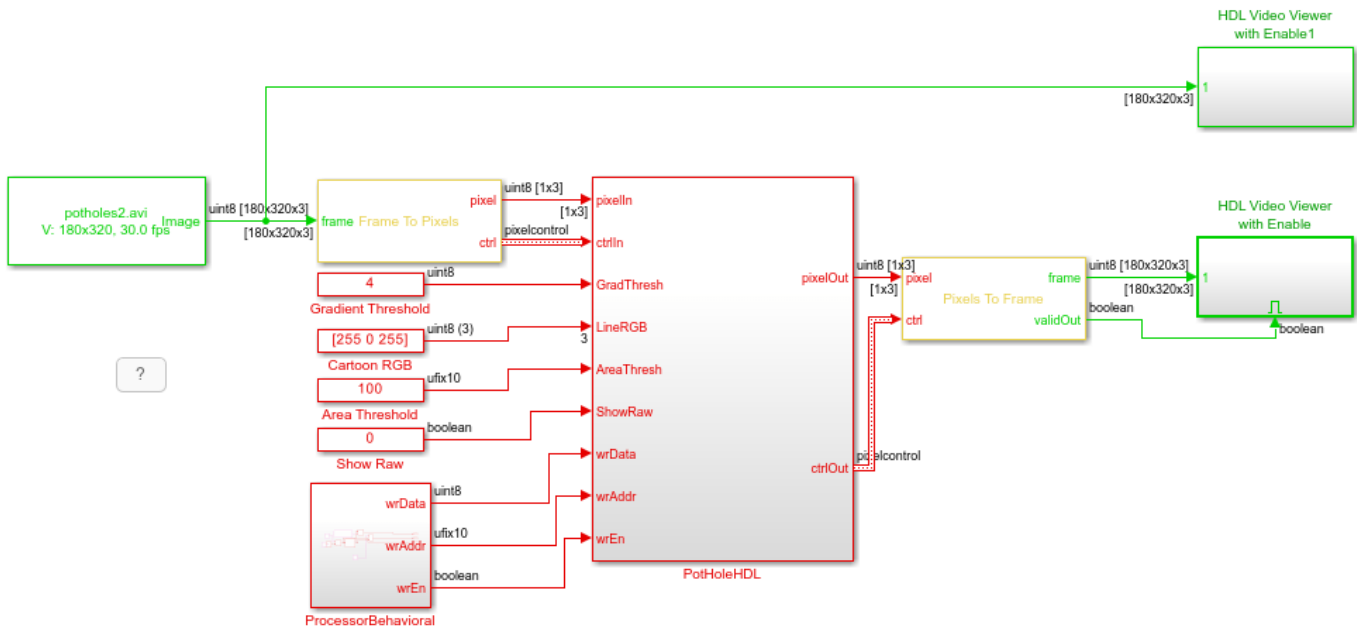 HDL Video Viewer
with Enable1
1
[180x320x3]
potholes2.avi
V: 180x320, 30.0 fps
Image
uint8 [180x320x3]
[180x320x3]
frame
Frame To Pixels
pixel
ctrl
uint8 [1x3]
[1x3]
pixelcontrol
4
uint8
Gradient Threshold
[255 0 255]
uint8 (3)
3
Cartoon RGB
100
ufix10
Area Threshold
0
boolean
Show Raw
?
wrData
wrAddr
wrEn
uint8
ufix10
boolean
ProcessorBehavioral
pixelIn
ctrlIn
GradThresh
LineRGB
AreaThresh
ShowRaw
wrData
wrAddr
wrEn
pixelOut
ctrlOut
PotHoleHDL
uint8 [1x3]
[1x3]
pixelcontrol
pixel
ctrl
Pixels To Frame
frame
validOut
uint8 [180x320x3]
[180x320x3]
boolean
HDL Video Viewer
with Enable
1
boolean